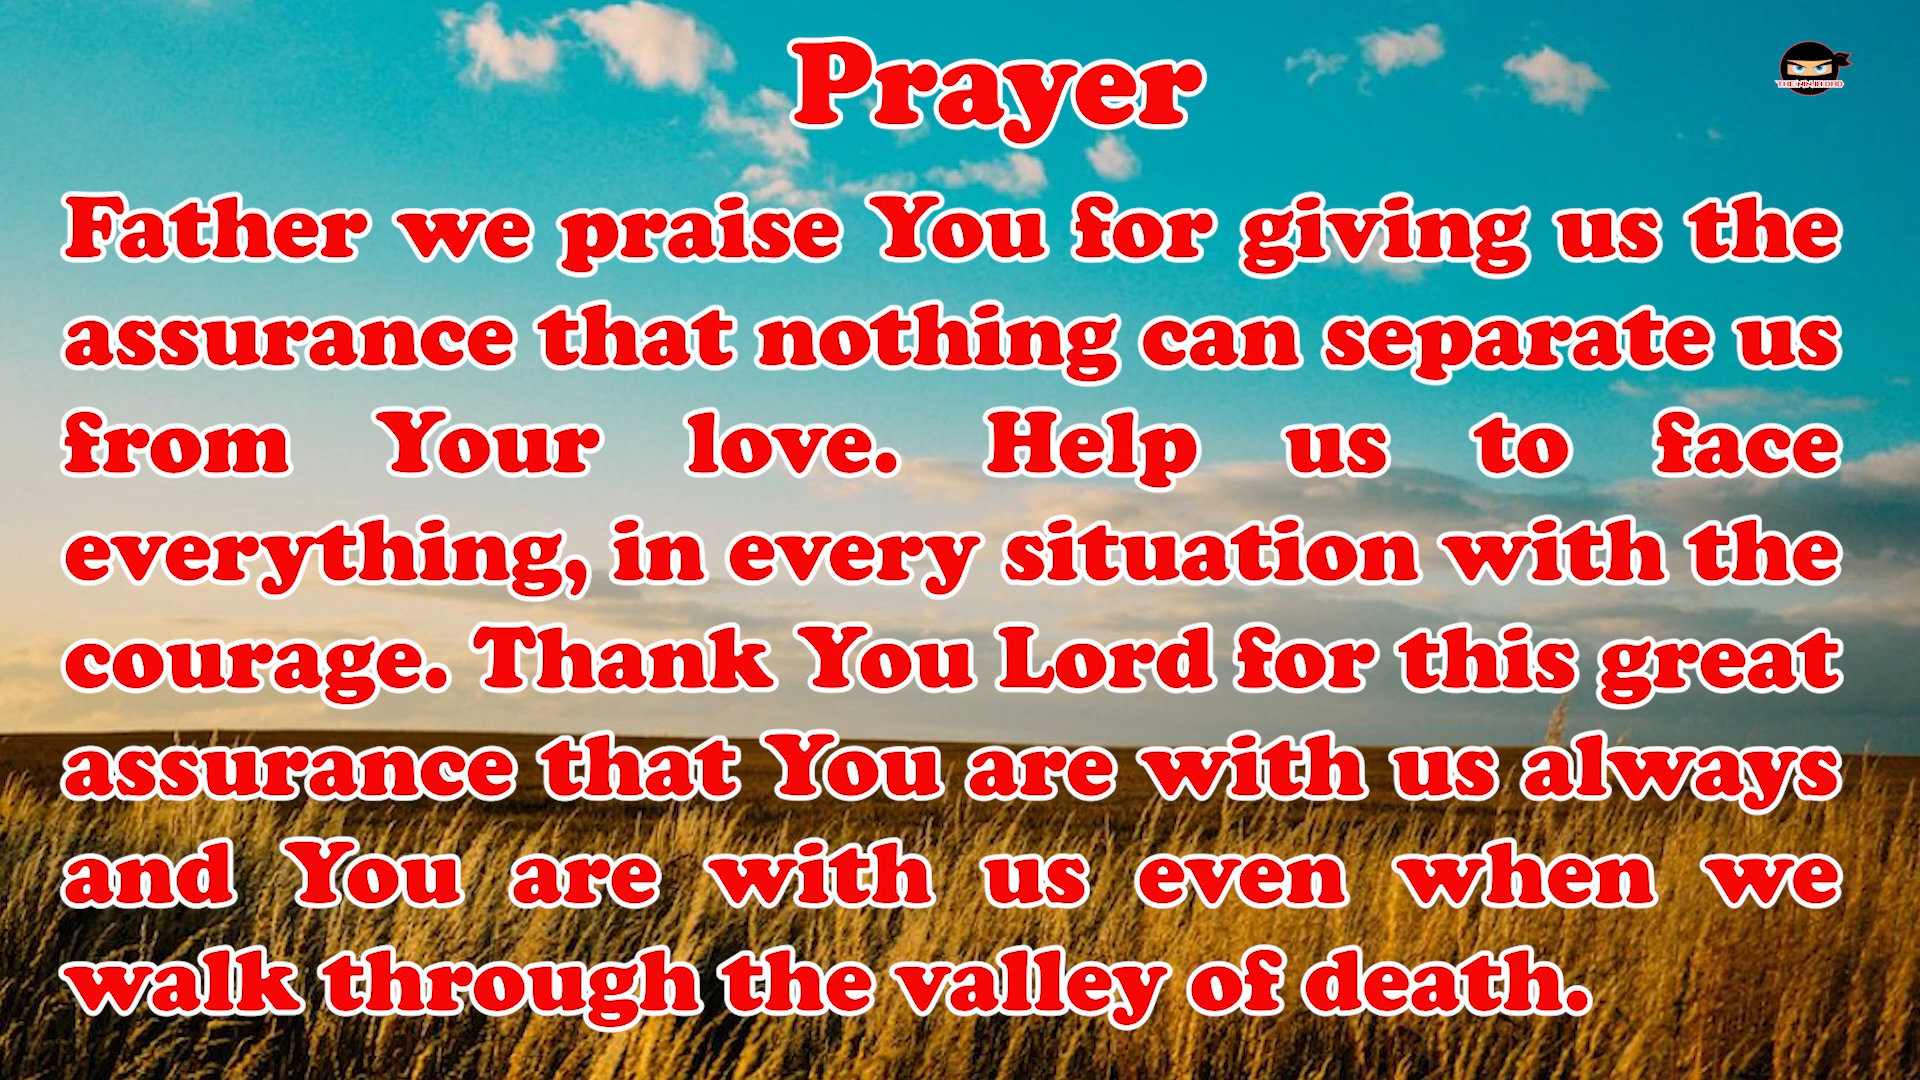 Prayer
Father we praise You for giving us the
assurance that nothing can separate us
from Your love. Help us to face
everything, in every situation with the
courage. Thank You Lord for this great
assurance that You are with us always
and You are with us even when we
walk through the valley of death.